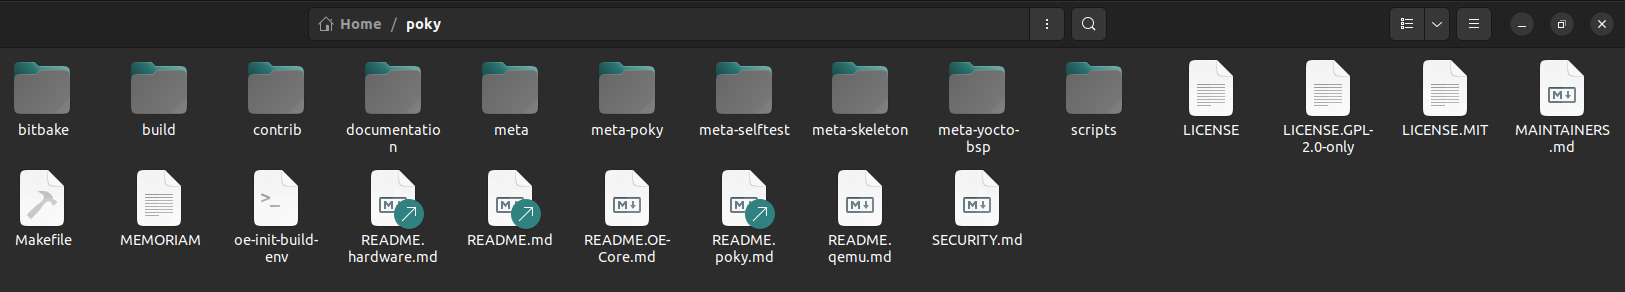 Home / poky
bitbake
build
contrib
documentatio
n
meta
meta-poky
meta-selftest
meta-skeleton
meta-yocto-
bsp
scripts
LICENSE
LICENSE.GPL-
2.0-only
LICENSE.MIT
MAINTAINERS
.md
Makefile
MEMORIAM
>_
oe-init-build-
env
M
README.
hardware.md
M
README.md
M
README.OE-
Core.md
M
README.
poky.md
M
README.
qemu.md
M
SECURITY.md